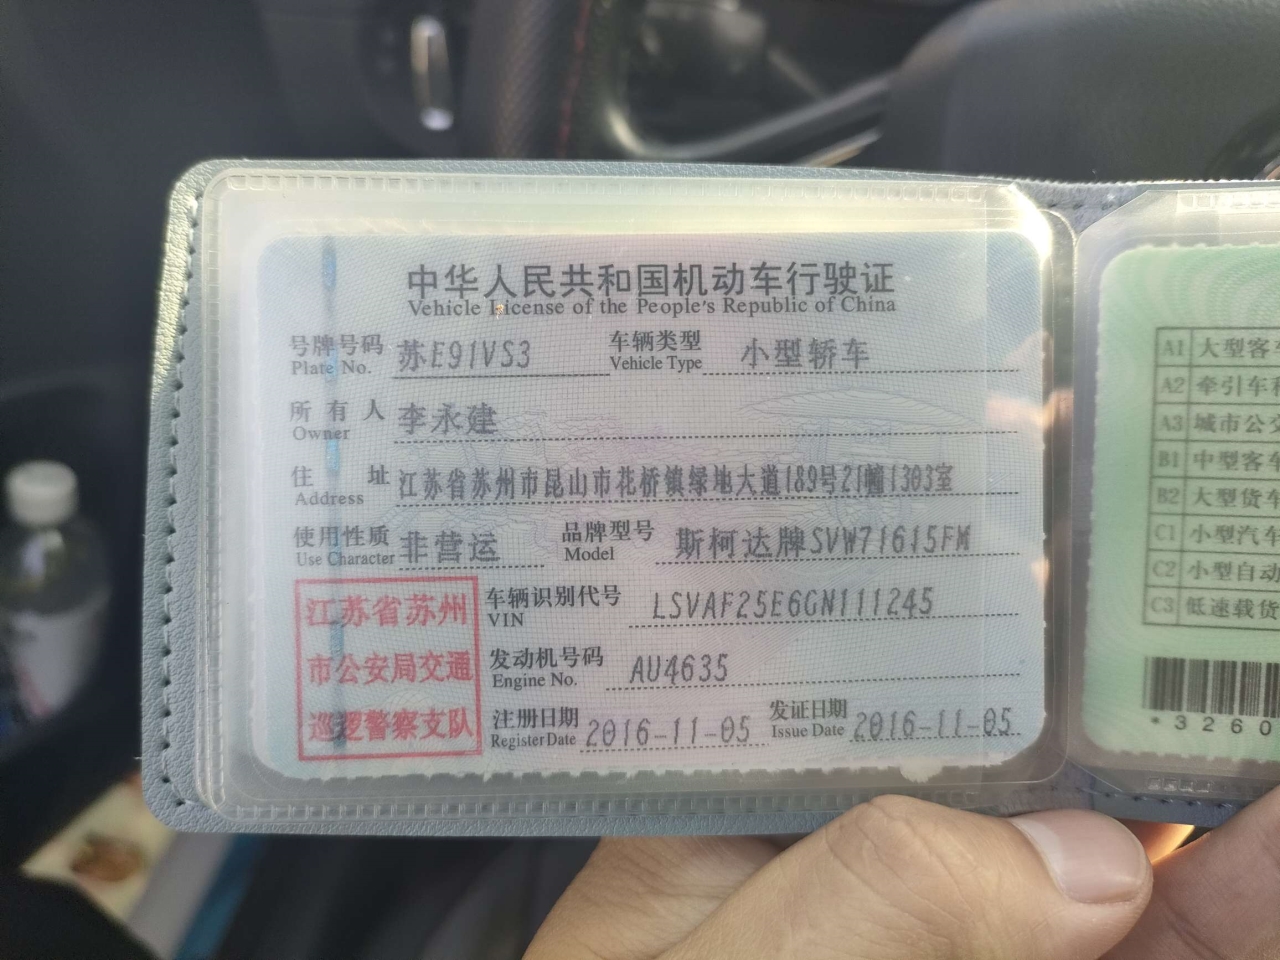 中华人民共和国机动车行驶证
Vehicle License of the People's Republic of China
号牌号码 苏E91VS3 车辆类型 小型轿车
Plate No. Vehicle Type
所有人 李永建
Owner
住址 江苏省苏州市昆山市花桥镇绿地大道189号21幢1303室
Address
使用性质 非营运 品牌型号 斯柯达牌SVW71615FM
Use Character Model
车辆识别代号 LSVAF25E6GN111245
VIN
发动机号码 AU4635
Engine No.
注册日期 2016-11-05 发证日期 2016-11-05
Register Date Issue Date
江苏省苏州
市公安局交通
巡逻警察支队
A1 大型客车
A2 牵引车
A3 城市公交
B1 中型客车
B2 大型货车
C1 小型汽车
C2 小型自动
C3 低速载货
*3260